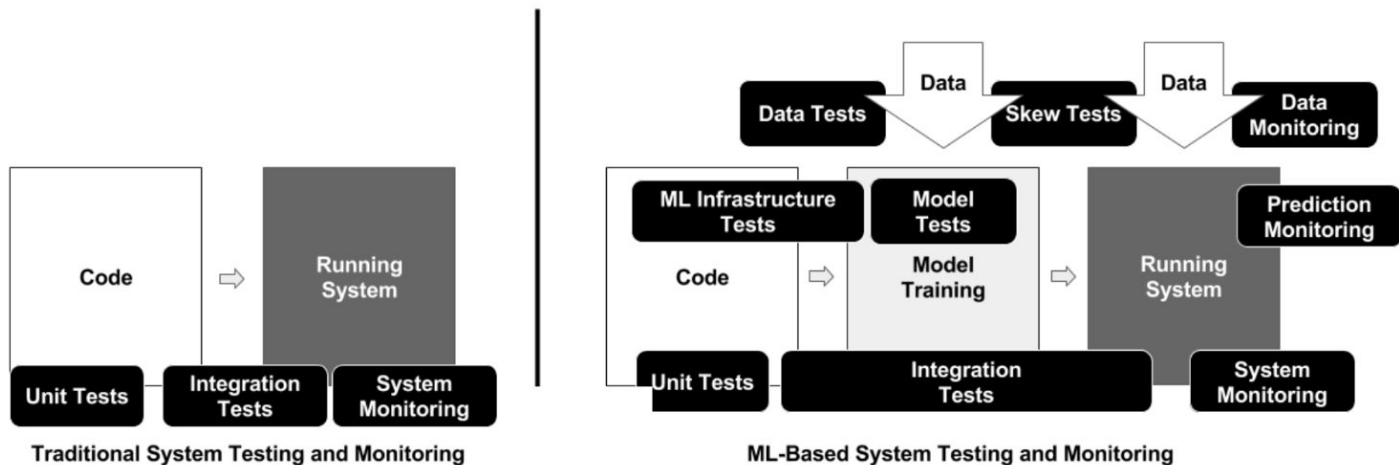 Code
Running
System
Unit Tests
Integration
Tests
System
Monitoring
Traditional System Testing and Monitoring
Data
Data
Data Tests
Skew Tests
Data
Monitoring
ML Infrastructure
Tests
Model
Tests
Prediction
Monitoring
Code
Model
Training
Running
System
Unit Tests
Integration
Tests
System
Monitoring
ML-Based System Testing and Monitoring